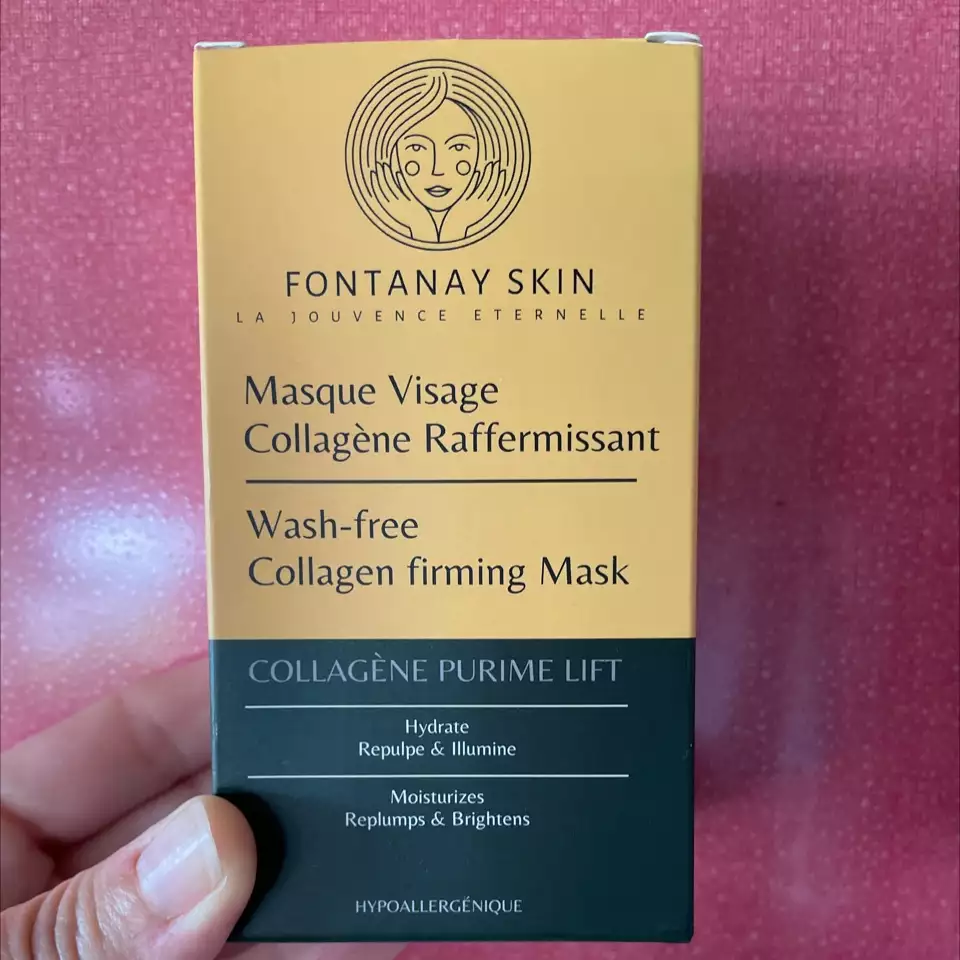 FONTANAY SKIN
LA JOUVENCE ETERNELLE
Masque Visage
Collagène Raffermissant
Wash-free
Collagen firming Mask
COLLAGÈNE PURIME LIFT
Hydrate
Repulpe & Illumine
Moisturizes
Replumps & Brightens
HYPOALLERGÉNIQUE